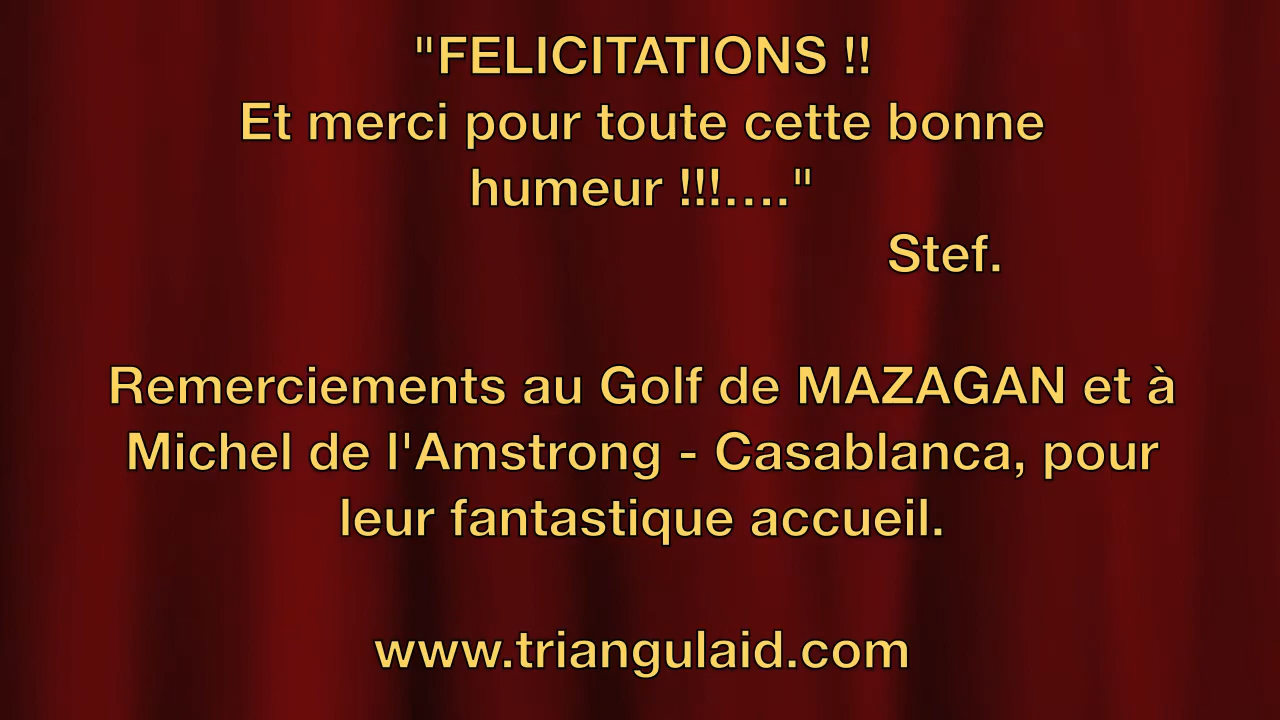 "FELICITATIONS !!
Et merci pour toute cette bonne
humeur !!!…."
Stef.
Remerciements au Golf de MAZAGAN et à
Michel de l'Amstrong - Casablanca, pour
leur fantastique accueil.
www.triangulaid.com